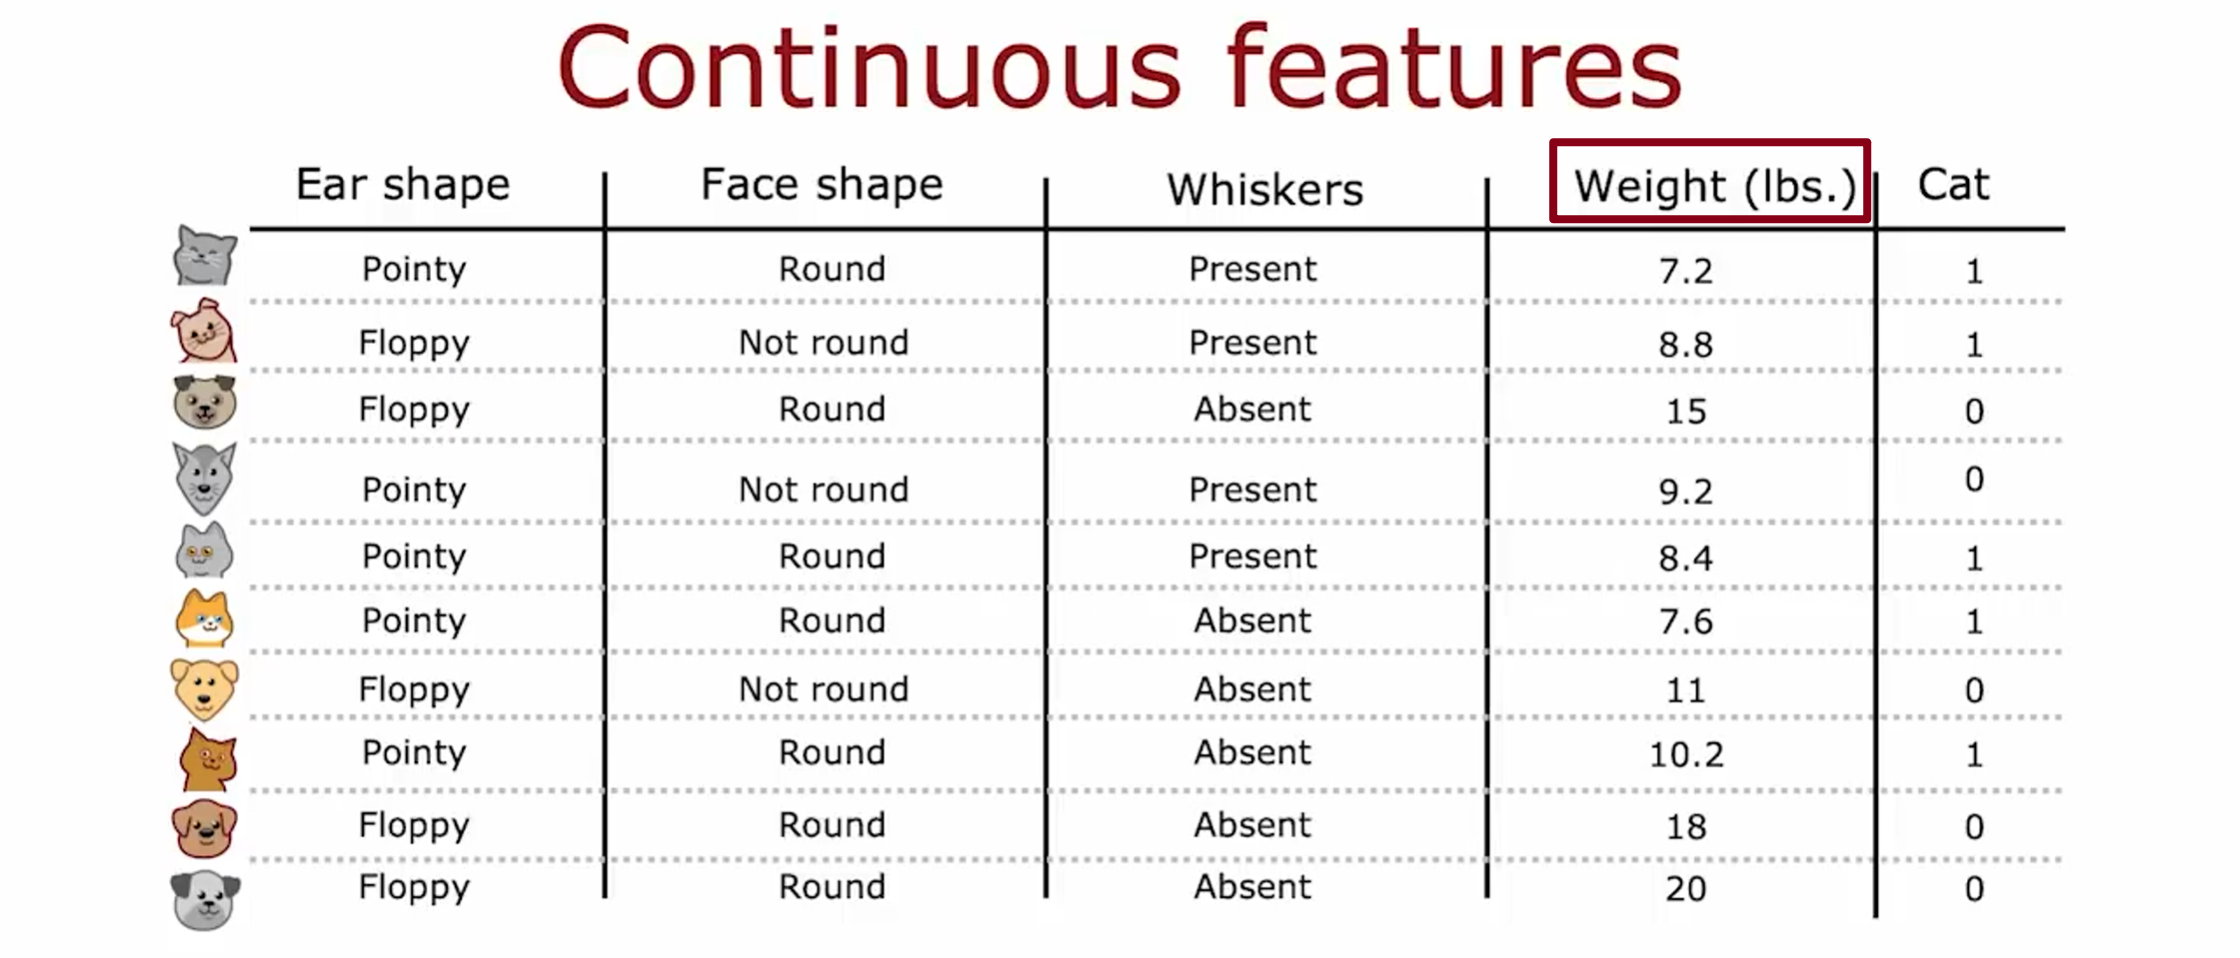 Continuous features
Ear shape Face shape Whiskers Weight (lbs.) Cat
Pointy Round Present 7.2 1
Floppy Not round Present 8.8 1
Floppy Round Absent 15 0
Pointy Not round Present 9.2 0
Pointy Round Present 8.4 1
Pointy Round Absent 7.6 1
Floppy Not round Absent 11 0
Pointy Round Absent 10.2 1
Floppy Round Absent 18 0
Floppy Round Absent 20 0